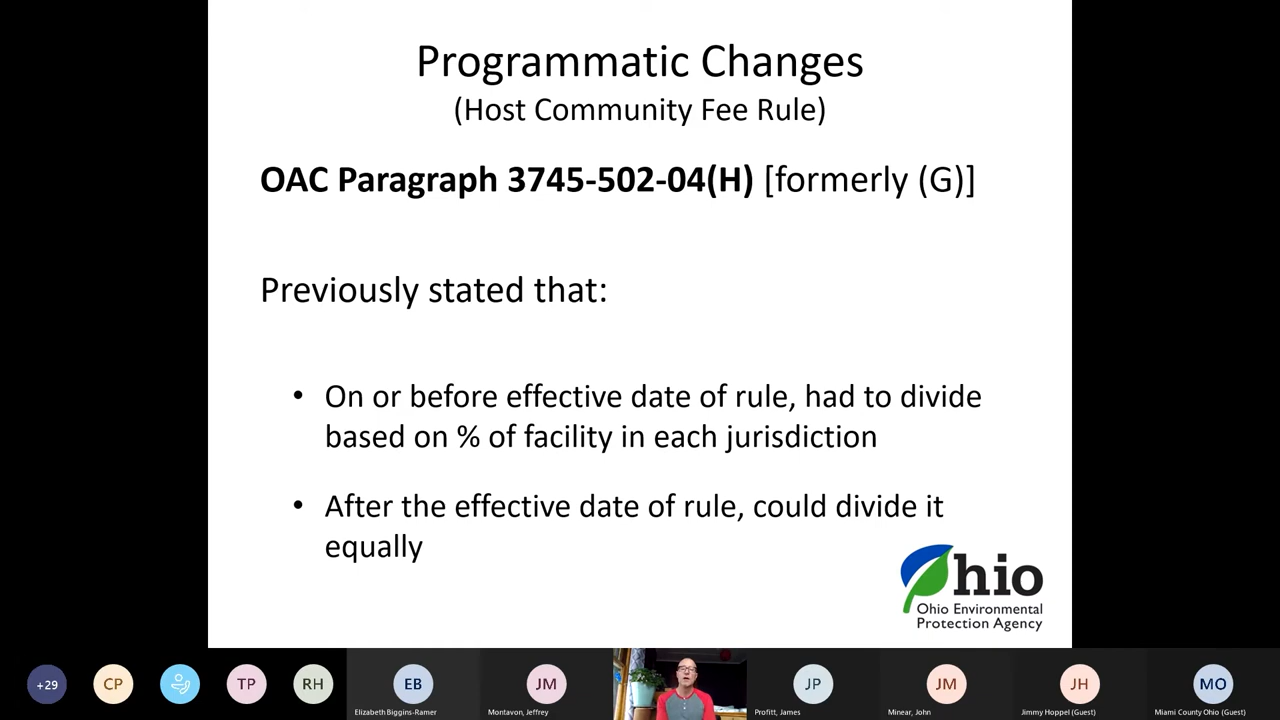 Programmatic Changes
(Host Community Fee Rule)
OAC Paragraph 3745-502-04(H) [formerly (G)]
Previously stated that:
• On or before effective date of rule, had to divide
based on % of facility in each jurisdiction
• After the effective date of rule, could divide it
equally
Ohio
Ohio Environmental
Protection Agency
+29
CP
TP
RH
EB
JM
JP
JM
JH
MO
Elizabeth Biggins-Ramer
Montavon, Jeffrey
Profitt, James
Minear, John
Jimmy Hoppel (Guest)
Miami County Ohio (Guest)